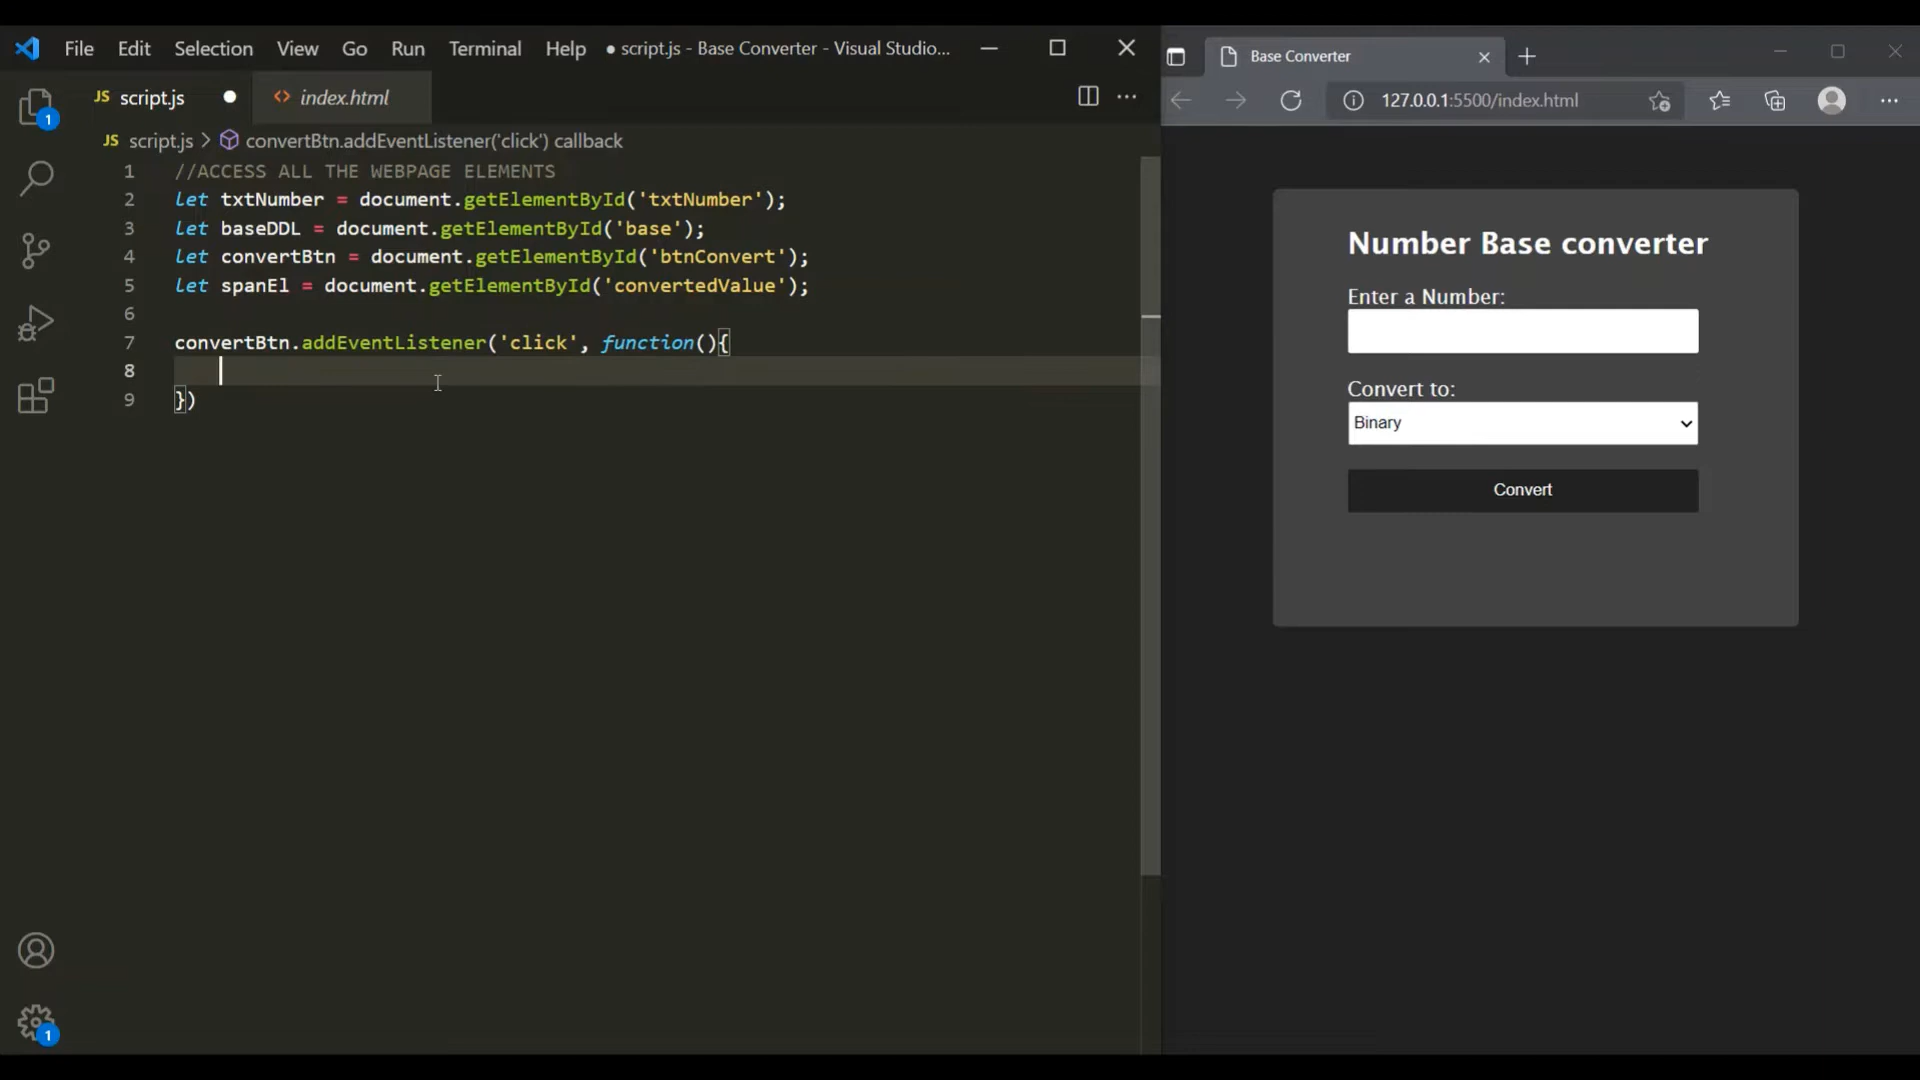 File Edit Selection View Go Run Terminal Help ● script.js - Base Converter - Visual Studio...
JS script.js ● <> index.html
JS script.js > convertBtn.addEventListener('click') callback
1 //ACCESS ALL THE WEBPAGE ELEMENTS
2 let txtNumber = document.getElementById('txtNumber');
3 let baseDDL = document.getElementById('base');
4 let convertBtn = document.getElementById('btnConvert');
5 let spanEl = document.getElementById('convertedValue');
6
7 convertBtn.addEventListener('click', function(){
8
9 })
1
1
Base Converter
127.0.0.1:5500/index.html
Number Base converter
Enter a Number:
Convert to:
Binary
Convert